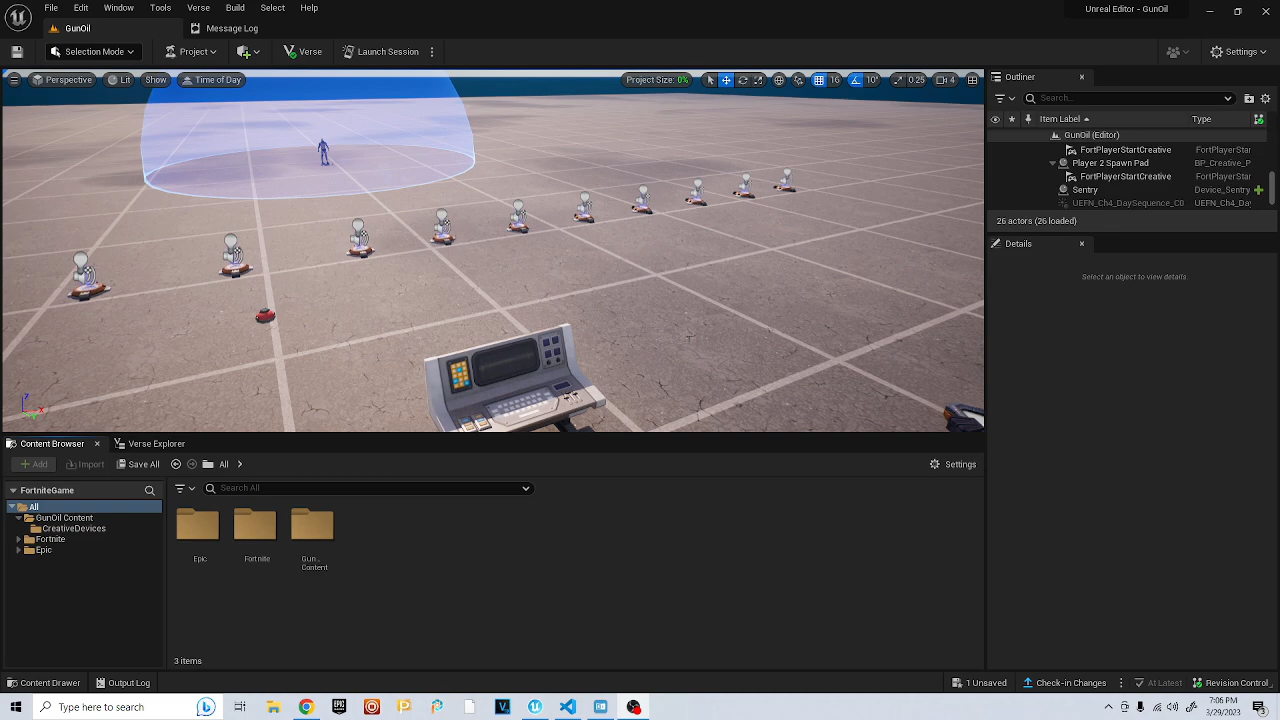 File Edit Window Tools Verse Build Select Help
Unreal Editor - GunOil
GunOil
Message Log
Selection Mode
Project
Verse
Launch Session
Settings
Perspective
Lit
Show
Time of Day
Project Size: 0%
16
10°
0.25
4
Z
X
Outliner
Search...
Item Label
Type
GunOil (Editor)
FortPlayerStartCreative FortPlayerStar
Player 2 Spawn Pad BP_Creative_P
FortPlayerStartCreative FortPlayerStar
Sentry Device_Sentry
UEFN_Ch4_DaySequence_C0 UEFN_Ch4_Day
26 actors (26 loaded)
Details
Select an object to view details.
Content Browser
Verse Explorer
Add
Import
Save All
All
Settings
FortniteGame
Search All
All
GunOil Content
CreativeDevices
Fortnite
Epic
Epic
Fortnite
Gun...
Content
3 items
Content Drawer
Output Log
1 Unsaved
Check-in Changes
At Latest
Revision Control
Type here to search
7:06 PM
3/29/2023